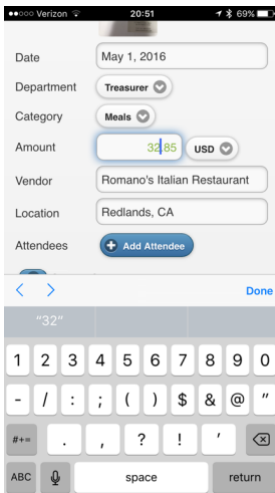 Verizon 20:51 69%
Date May 1, 2016
Department Treasurer
Category Meals
Amount 32.85 USD
Vendor Romano's Italian Restaurant
Location Redlands, CA
Attendees + Add Attendee
< > Done
"32"
1 2 3 4 5 6 7 8 9 0
- / : ; ( ) $ & @ "
#+= . , ? ! '
ABC space return